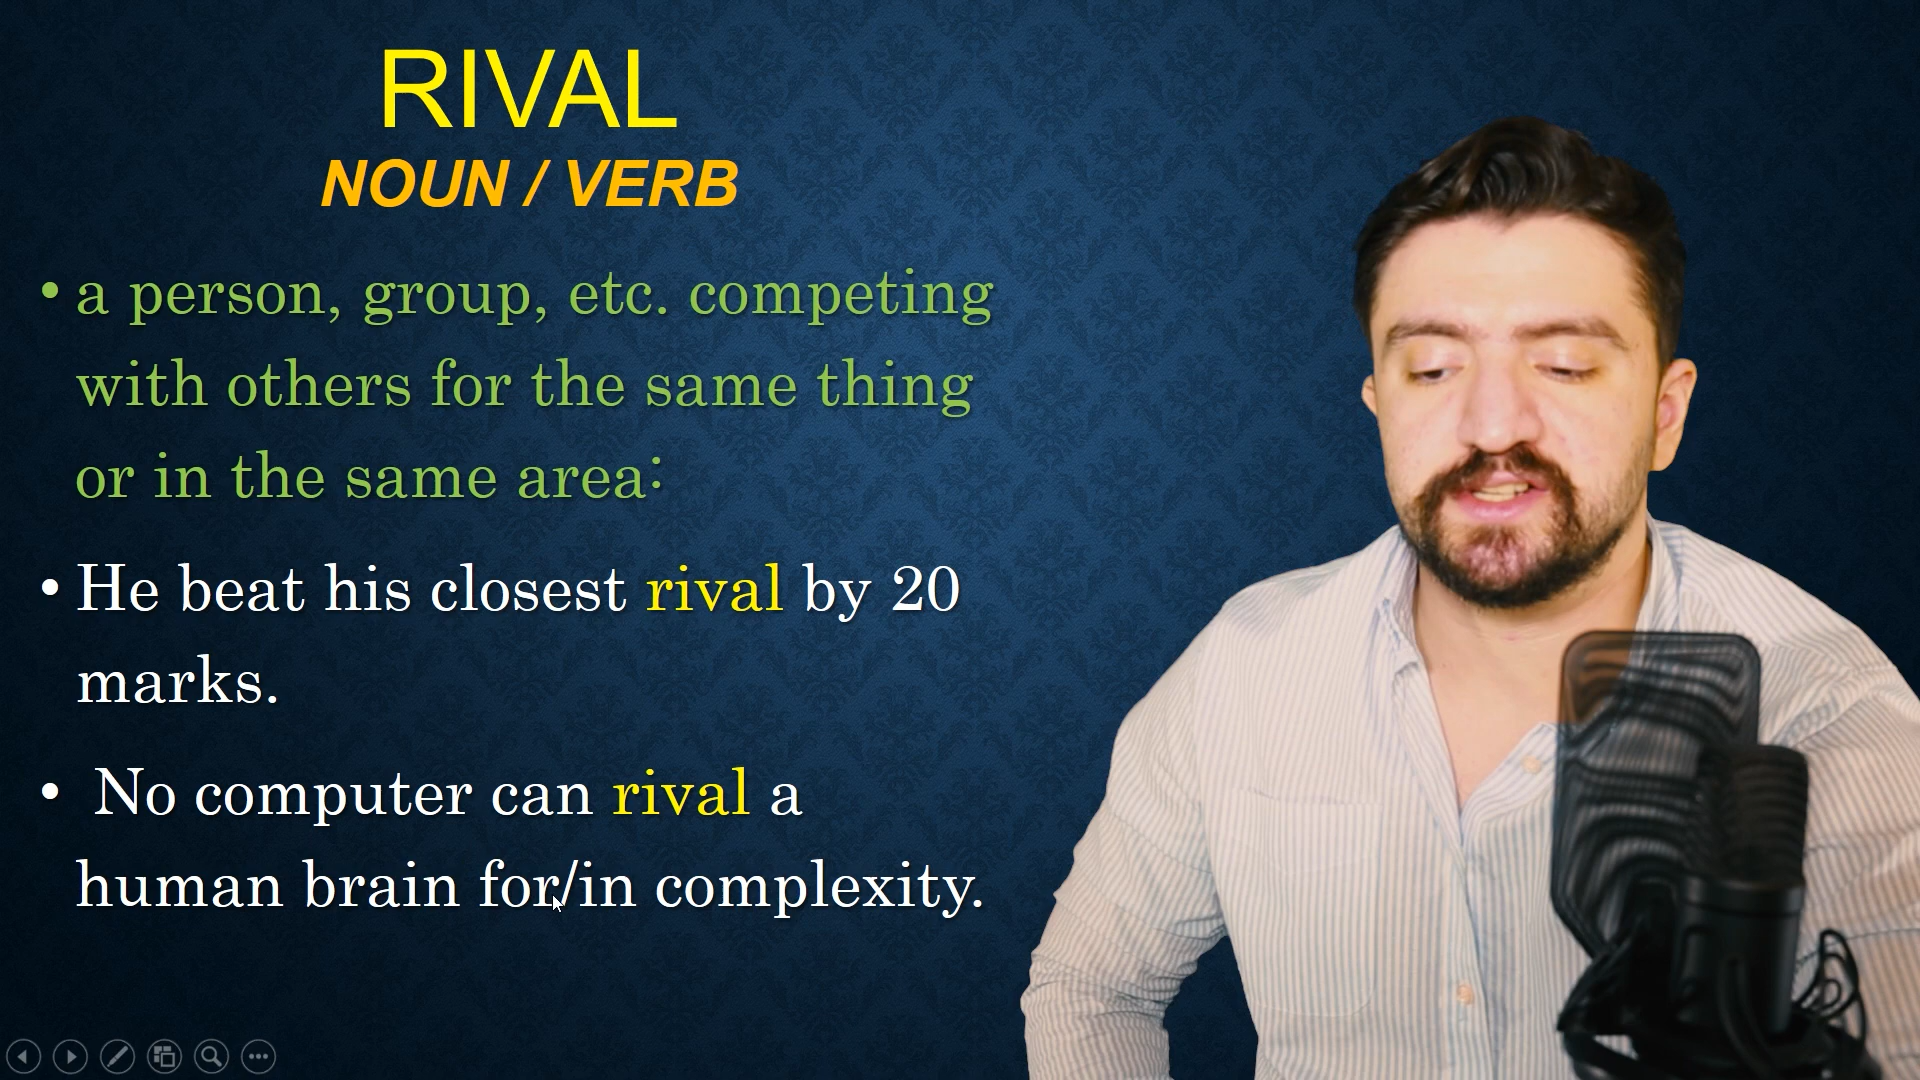 RIVAL
NOUN / VERB
• a person, group, etc. competing
with others for the same thing
or in the same area:
• He beat his closest rival by 20
marks.
• No computer can rival a
human brain for/in complexity.